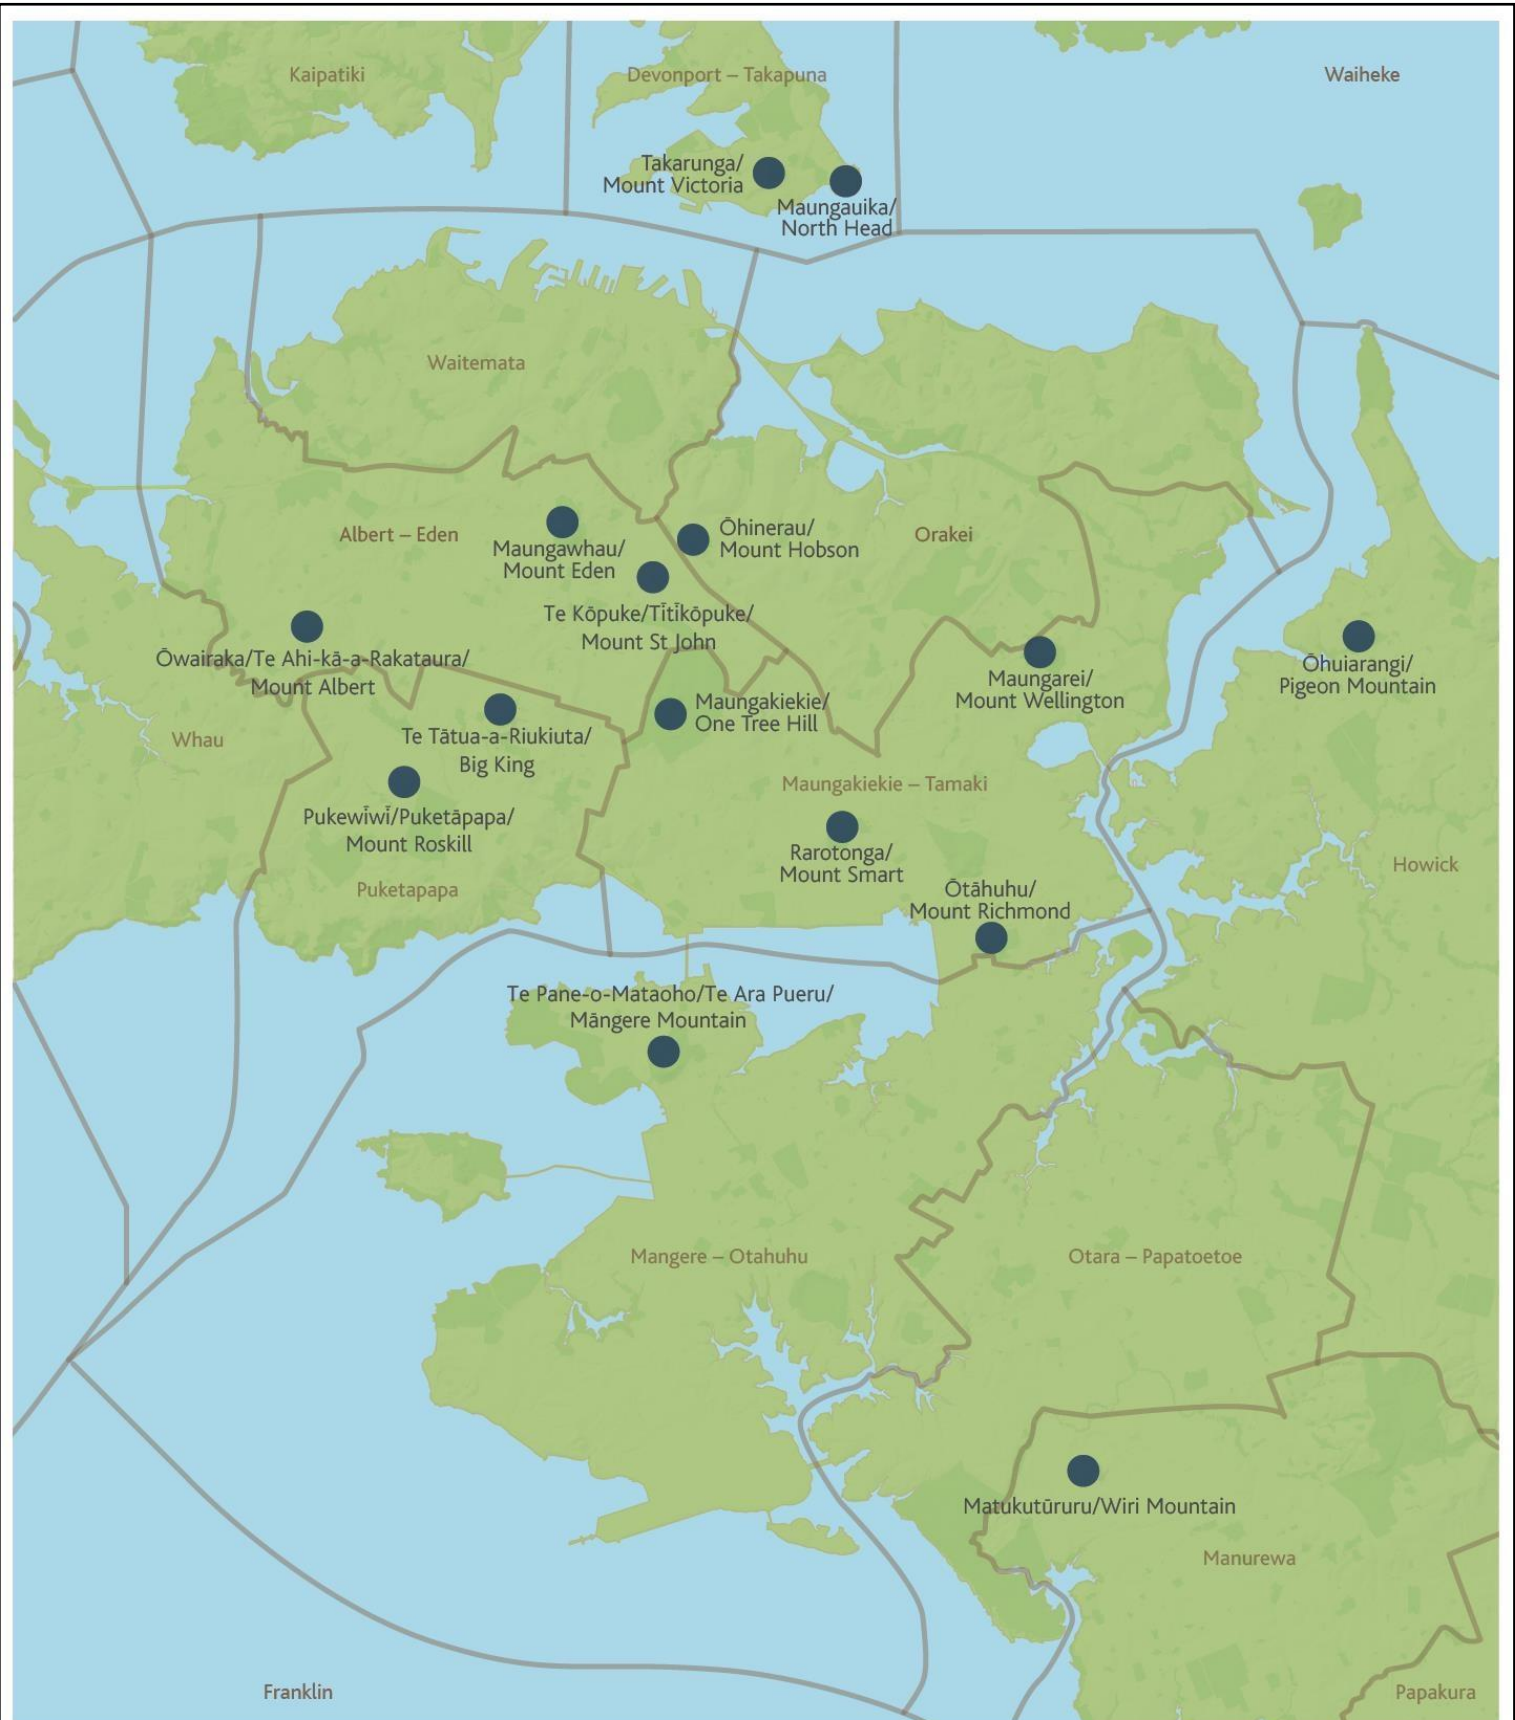 Kaipatiki
Devonport – Takapuna
Waiheke
Takarunga/
Mount Victoria
Maungauika/
North Head
Waitemata
Albert – Eden
Maungawhau/
Mount Eden
Ōhinerau/
Mount Hobson
Orakei
Te Kōpuke/Tītīkōpuke/
Mount St John
Ōwairaka/Te Ahi-kā-a-Rakataura/
Mount Albert
Maungarei/
Mount Wellington
Ōhuiarangi/
Pigeon Mountain
Maungakiekie/
One Tree Hill
Whau
Te Tātua-a-Riukiuta/
Big King
Maungakiekie – Tamaki
Pukewīwī/Puketāpapa/
Mount Roskill
Rarotonga/
Mount Smart
Howick
Puketapapa
Ōtāhuhu/
Mount Richmond
Te Pane-o-Mataoho/Te Ara Pueru/
Māngere Mountain
Mangere – Otahuhu
Otara – Papatoetoe
Matukutūruru/Wiri Mountain
Manurewa
Franklin
Papakura